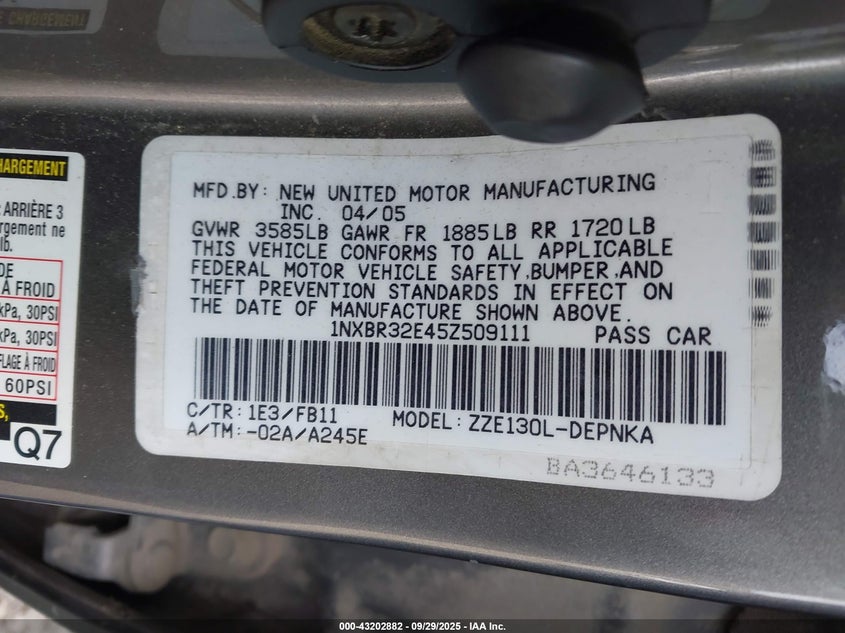 CHARGEMENT
HARGEMENT
ARRIÈRE 3
argement ne
lb.
DE
À FROID
kPa, 30PSI
kPa, 30PSI
FLAGE À FROID
60PSI
S,
Q7
MFD.BY: NEW UNITED MOTOR MANUFACTURING
INC. 04/05
GVWR 3585LB GAWR FR 1885LB RR 1720LB
THIS VEHICLE CONFORMS TO ALL APPLICABLE
FEDERAL MOTOR VEHICLE SAFETY,BUMPER,AND
THEFT PREVENTION STANDARDS IN EFFECT ON
THE DATE OF MANUFACTURE SHOWN ABOVE.
1NXBR32E45Z509111 PASS CAR
C/TR: 1E3/FB11 MODEL: ZZE130L-DEPNKA
A/TM: -02A/A245E
BA3646133
000-43202882 / 09/29/2025 - IAA Inc.